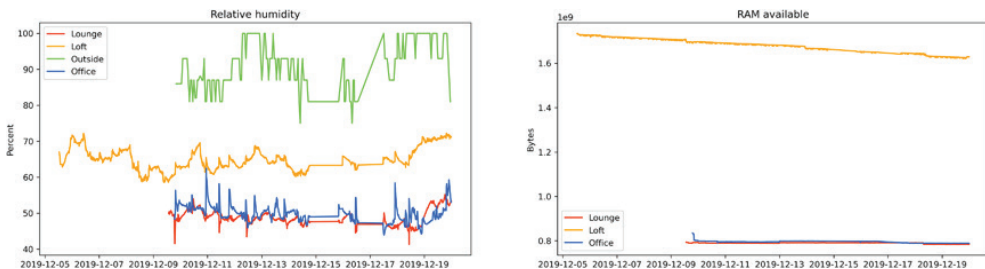 Relative humidity
Percent
100
90
80
70
60
50
40
Lounge
Loft
Outside
Office
2019-12-05 2019-12-07 2019-12-09 2019-12-11 2019-12-13 2019-12-15 2019-12-17 2019-12-19
RAM available
1e9
Bytes
1.6
1.4
1.2
1.0
0.8
Lounge
Loft
Office
2019-12-05 2019-12-07 2019-12-09 2019-12-11 2019-12-13 2019-12-15 2019-12-17 2019-12-19